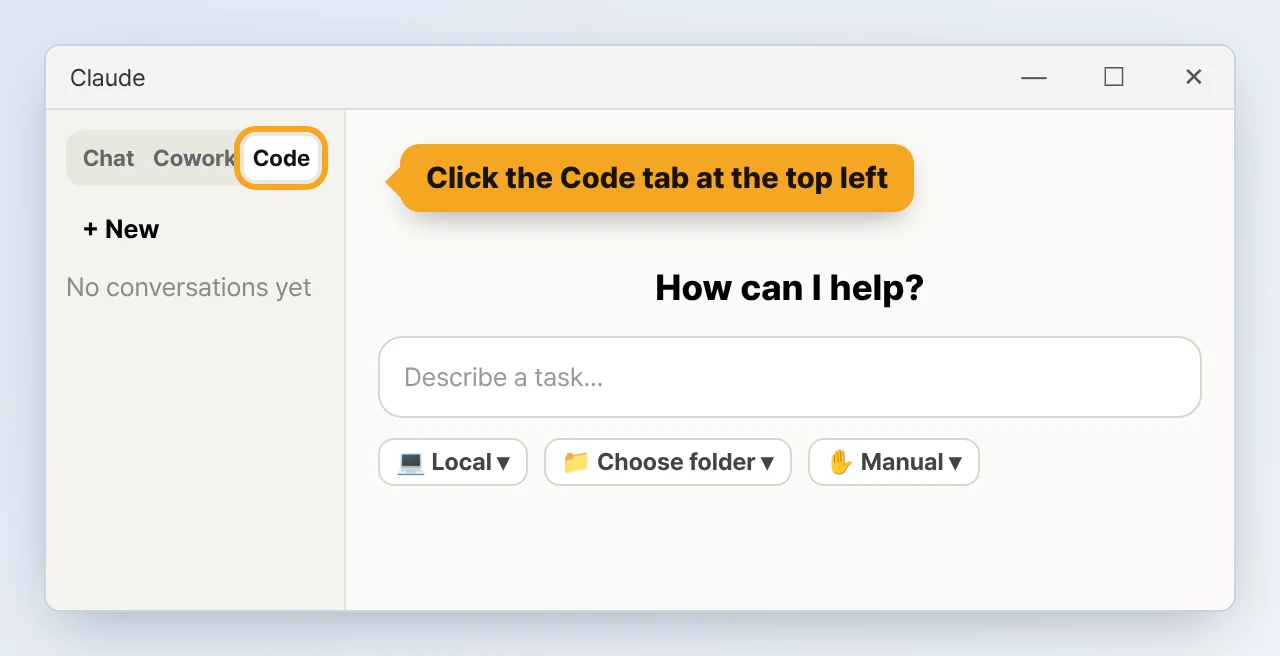 Claude
Chat Cowork Code
Click the Code tab at the top left
+ New
No conversations yet
How can I help?
Describe a task...
💻 Local ▾
📁 Choose folder ▾
✋ Manual ▾